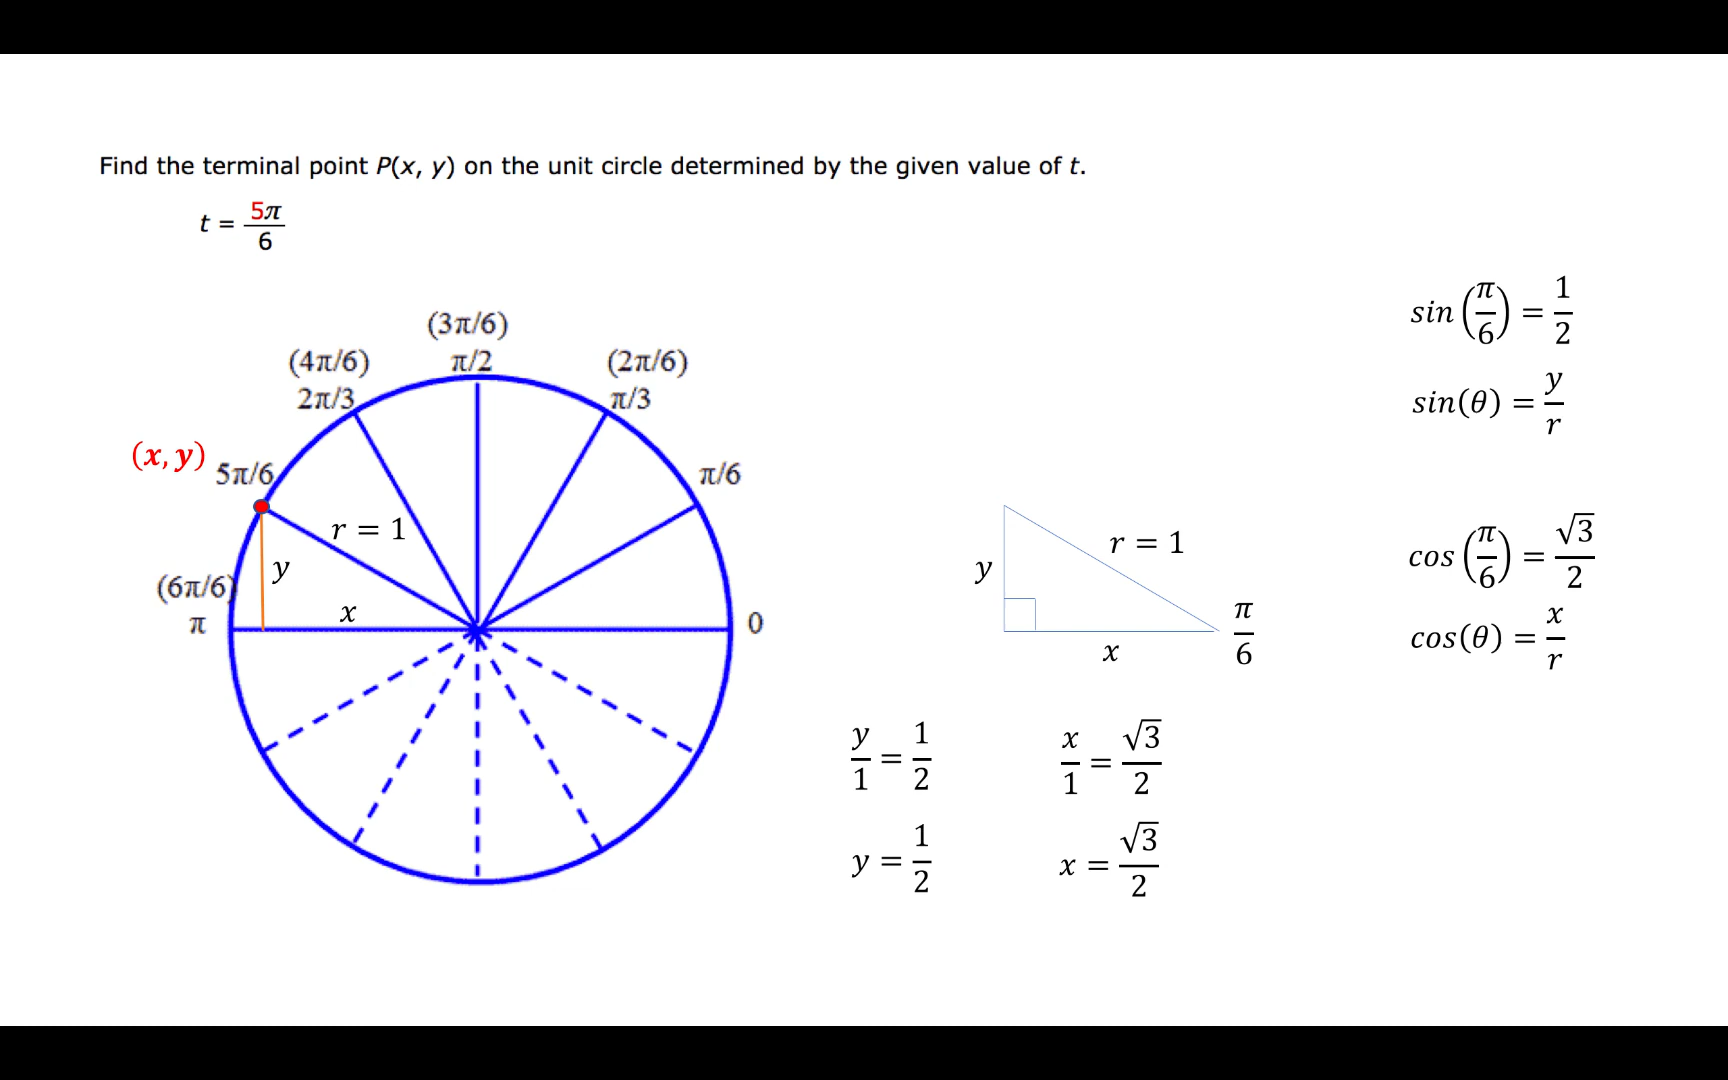 Find the terminal point P(x, y) on the unit circle determined by the given value of t.
t = 5π/6
(3π/6)
π/2
(4π/6)
2π/3
(2π/6)
π/3
(x, y)
5π/6
π/6
r = 1
y
x
(6π/6)
π
0
y
r = 1
x
π/6
y/1 = 1/2
y = 1/2
x/1 = √3/2
x = √3/2
sin(π/6) = 1/2
sin(θ) = y/r
cos(π/6) = √3/2
cos(θ) = x/r